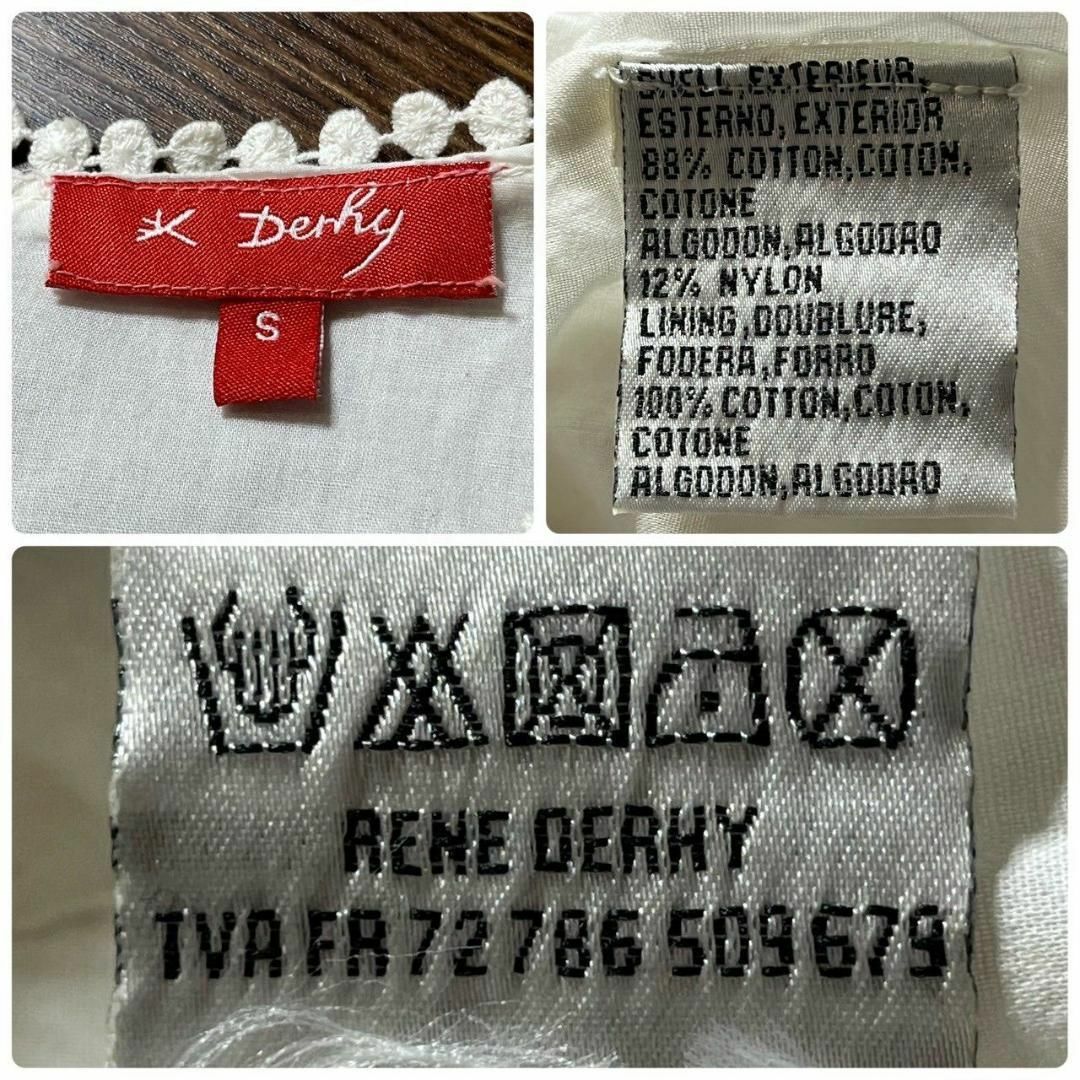 Derhy
S
SHELL, EXTERIEUR,
ESTERNO, EXTERIOR
88% COTTON, COTON,
COTONE
ALGODON, ALGODAO
12% NYLON
LINING, DOUBLURE,
FODERA, FORRO
100% COTTON, COTON,
COTONE
ALGODON, ALGODAO
RENE DERHY
TVA FR 72 786 509 679